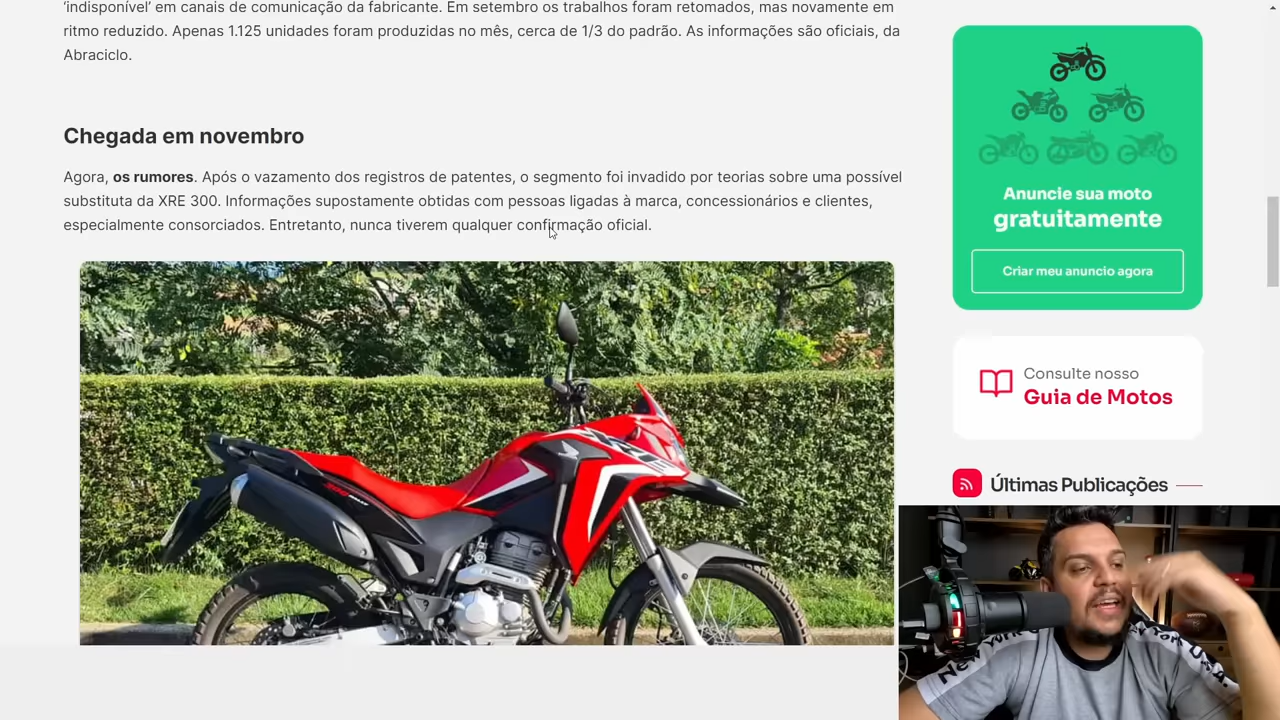 ‘indisponível’ em canais de comunicação da fabricante. Em setembro os trabalhos foram retomados, mas novamente em
ritmo reduzido. Apenas 1.125 unidades foram produzidas no mês, cerca de 1/3 do padrão. As informações são oficiais, da
Abraciclo.
Chegada em novembro
Agora, os rumores. Após o vazamento dos registros de patentes, o segmento foi invadido por teorias sobre uma possível
substituta da XRE 300. Informações supostamente obtidas com pessoas ligadas à marca, concessionários e clientes,
especialmente consorciados. Entretanto, nunca tiverem qualquer confirmação oficial.
Anuncie sua moto
gratuitamente
Criar meu anuncio agora
Consulte nosso
Guia de Motos
Últimas Publicações
XRE